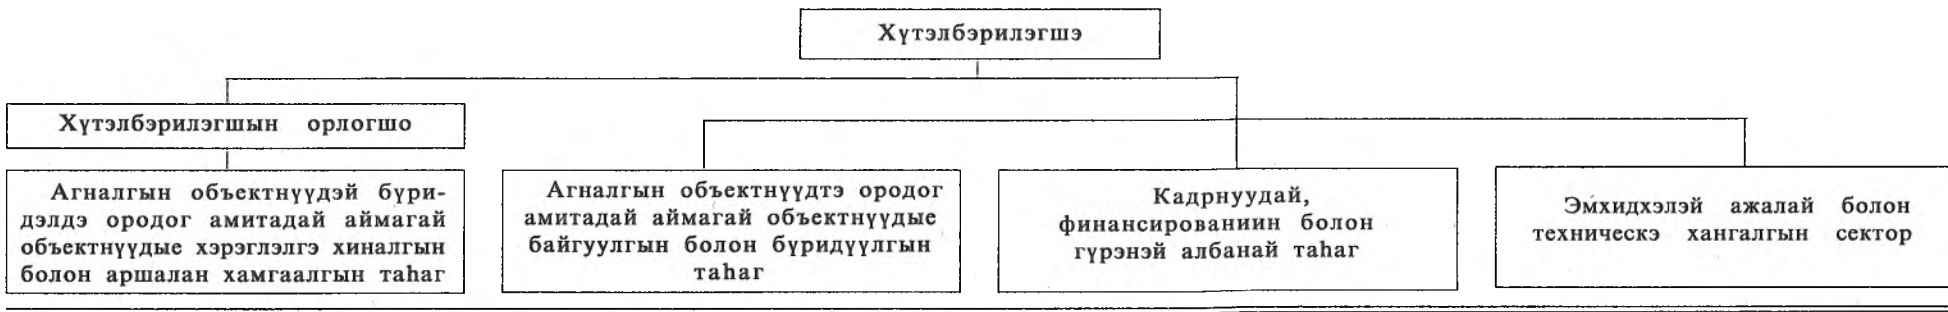 Хүтэлбэрилэгшэ
Хүтэлбэрилэгшын орлогшо
Агналгын объектнүүдэй бүри-
дэлдэ ородог амитадай аймагай
объектнүүдые хэрэглэлгэ хиналгын
болон аршалан хамгаалгын таһаг
Агналгын объектнүүдтэ ородог
амитадай аймагай объектнүүдые
байгуулгын болон бүридүүлгын
таһаг
Кадрнуудай,
финансированиин болон
гүрэнэй албанай таһаг
Эмхидхэлэй ажалай болон
техническэ хангалгын сектор